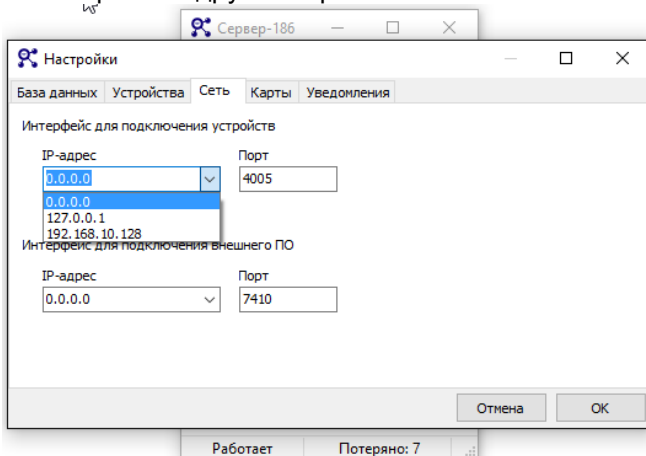 Сервер-186
Настройки
База данных Устройства Сеть Карты Уведомления
Интерфейс для подключения устройств
IP-адрес Порт
0.0.0.0 4005
0.0.0.0
127.0.0.1
192.168.10.128
Интерфейс для подключения внешнего ПО
IP-адрес Порт
0.0.0.0 7410
Отмена OK
Работает Потеряно: 7